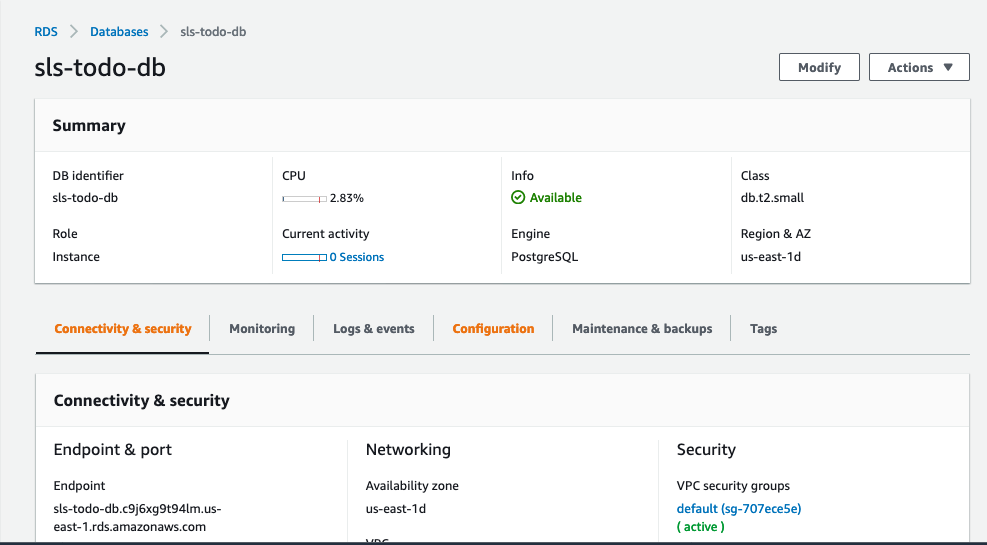 RDS > Databases > sls-todo-db
sls-todo-db
Modify
Actions ▼
Summary
DB identifier
sls-todo-db
CPU
2.83%
Info
Available
Class
db.t2.small
Role
Instance
Current activity
0 Sessions
Engine
PostgreSQL
Region & AZ
us-east-1d
Connectivity & security
Monitoring
Logs & events
Configuration
Maintenance & backups
Tags
Connectivity & security
Endpoint & port
Endpoint
sls-todo-db.c9j6xg9t94lm.us-
east-1.rds.amazonaws.com
Networking
Availability zone
us-east-1d
VPC
Security
VPC security groups
default (sg-707ece5e)
( active )